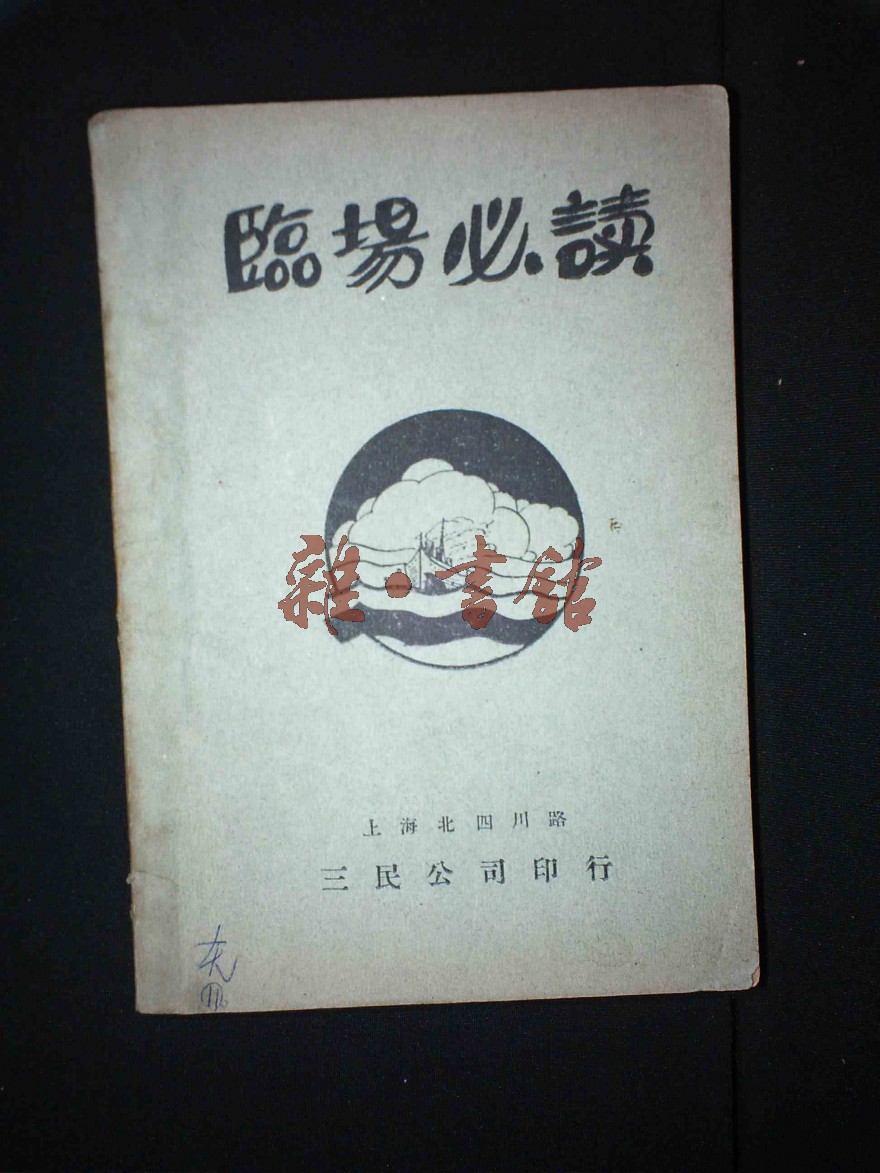 臨場必讀
雜·書館
上海北四川路
三民公司印行